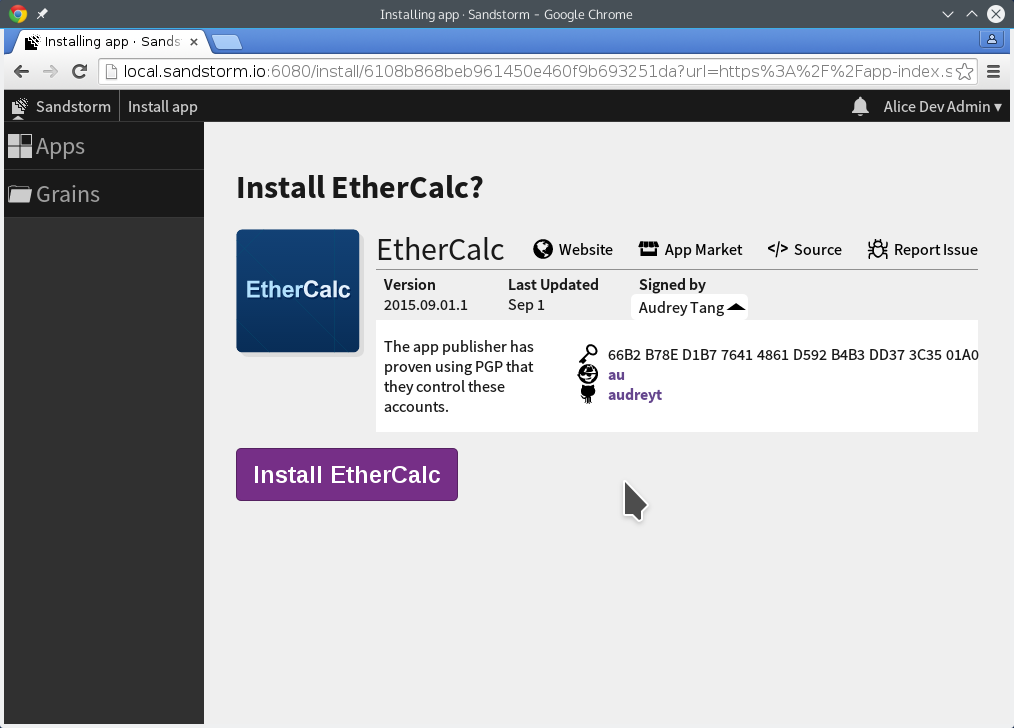 Installing app · Sandstorm - Google Chrome
Installing app · Sands
local.sandstorm.io:6080/install/6108b868beb961450e460f9b693251da?url=https%3A%2F%2Fapp-index.s
Sandstorm
Install app
Alice Dev Admin ▾
Apps
Grains
Install EtherCalc?
EtherCalc
EtherCalc
Website
App Market
</> Source
Report Issue
Version
Last Updated
Signed by
2015.09.01.1
Sep 1
Audrey Tang
The app publisher has
proven using PGP that
they control these
accounts.
66B2 B78E D1B7 7641 4861 D592 B4B3 DD37 3C35 01A0
au
audreyt
Install EtherCalc